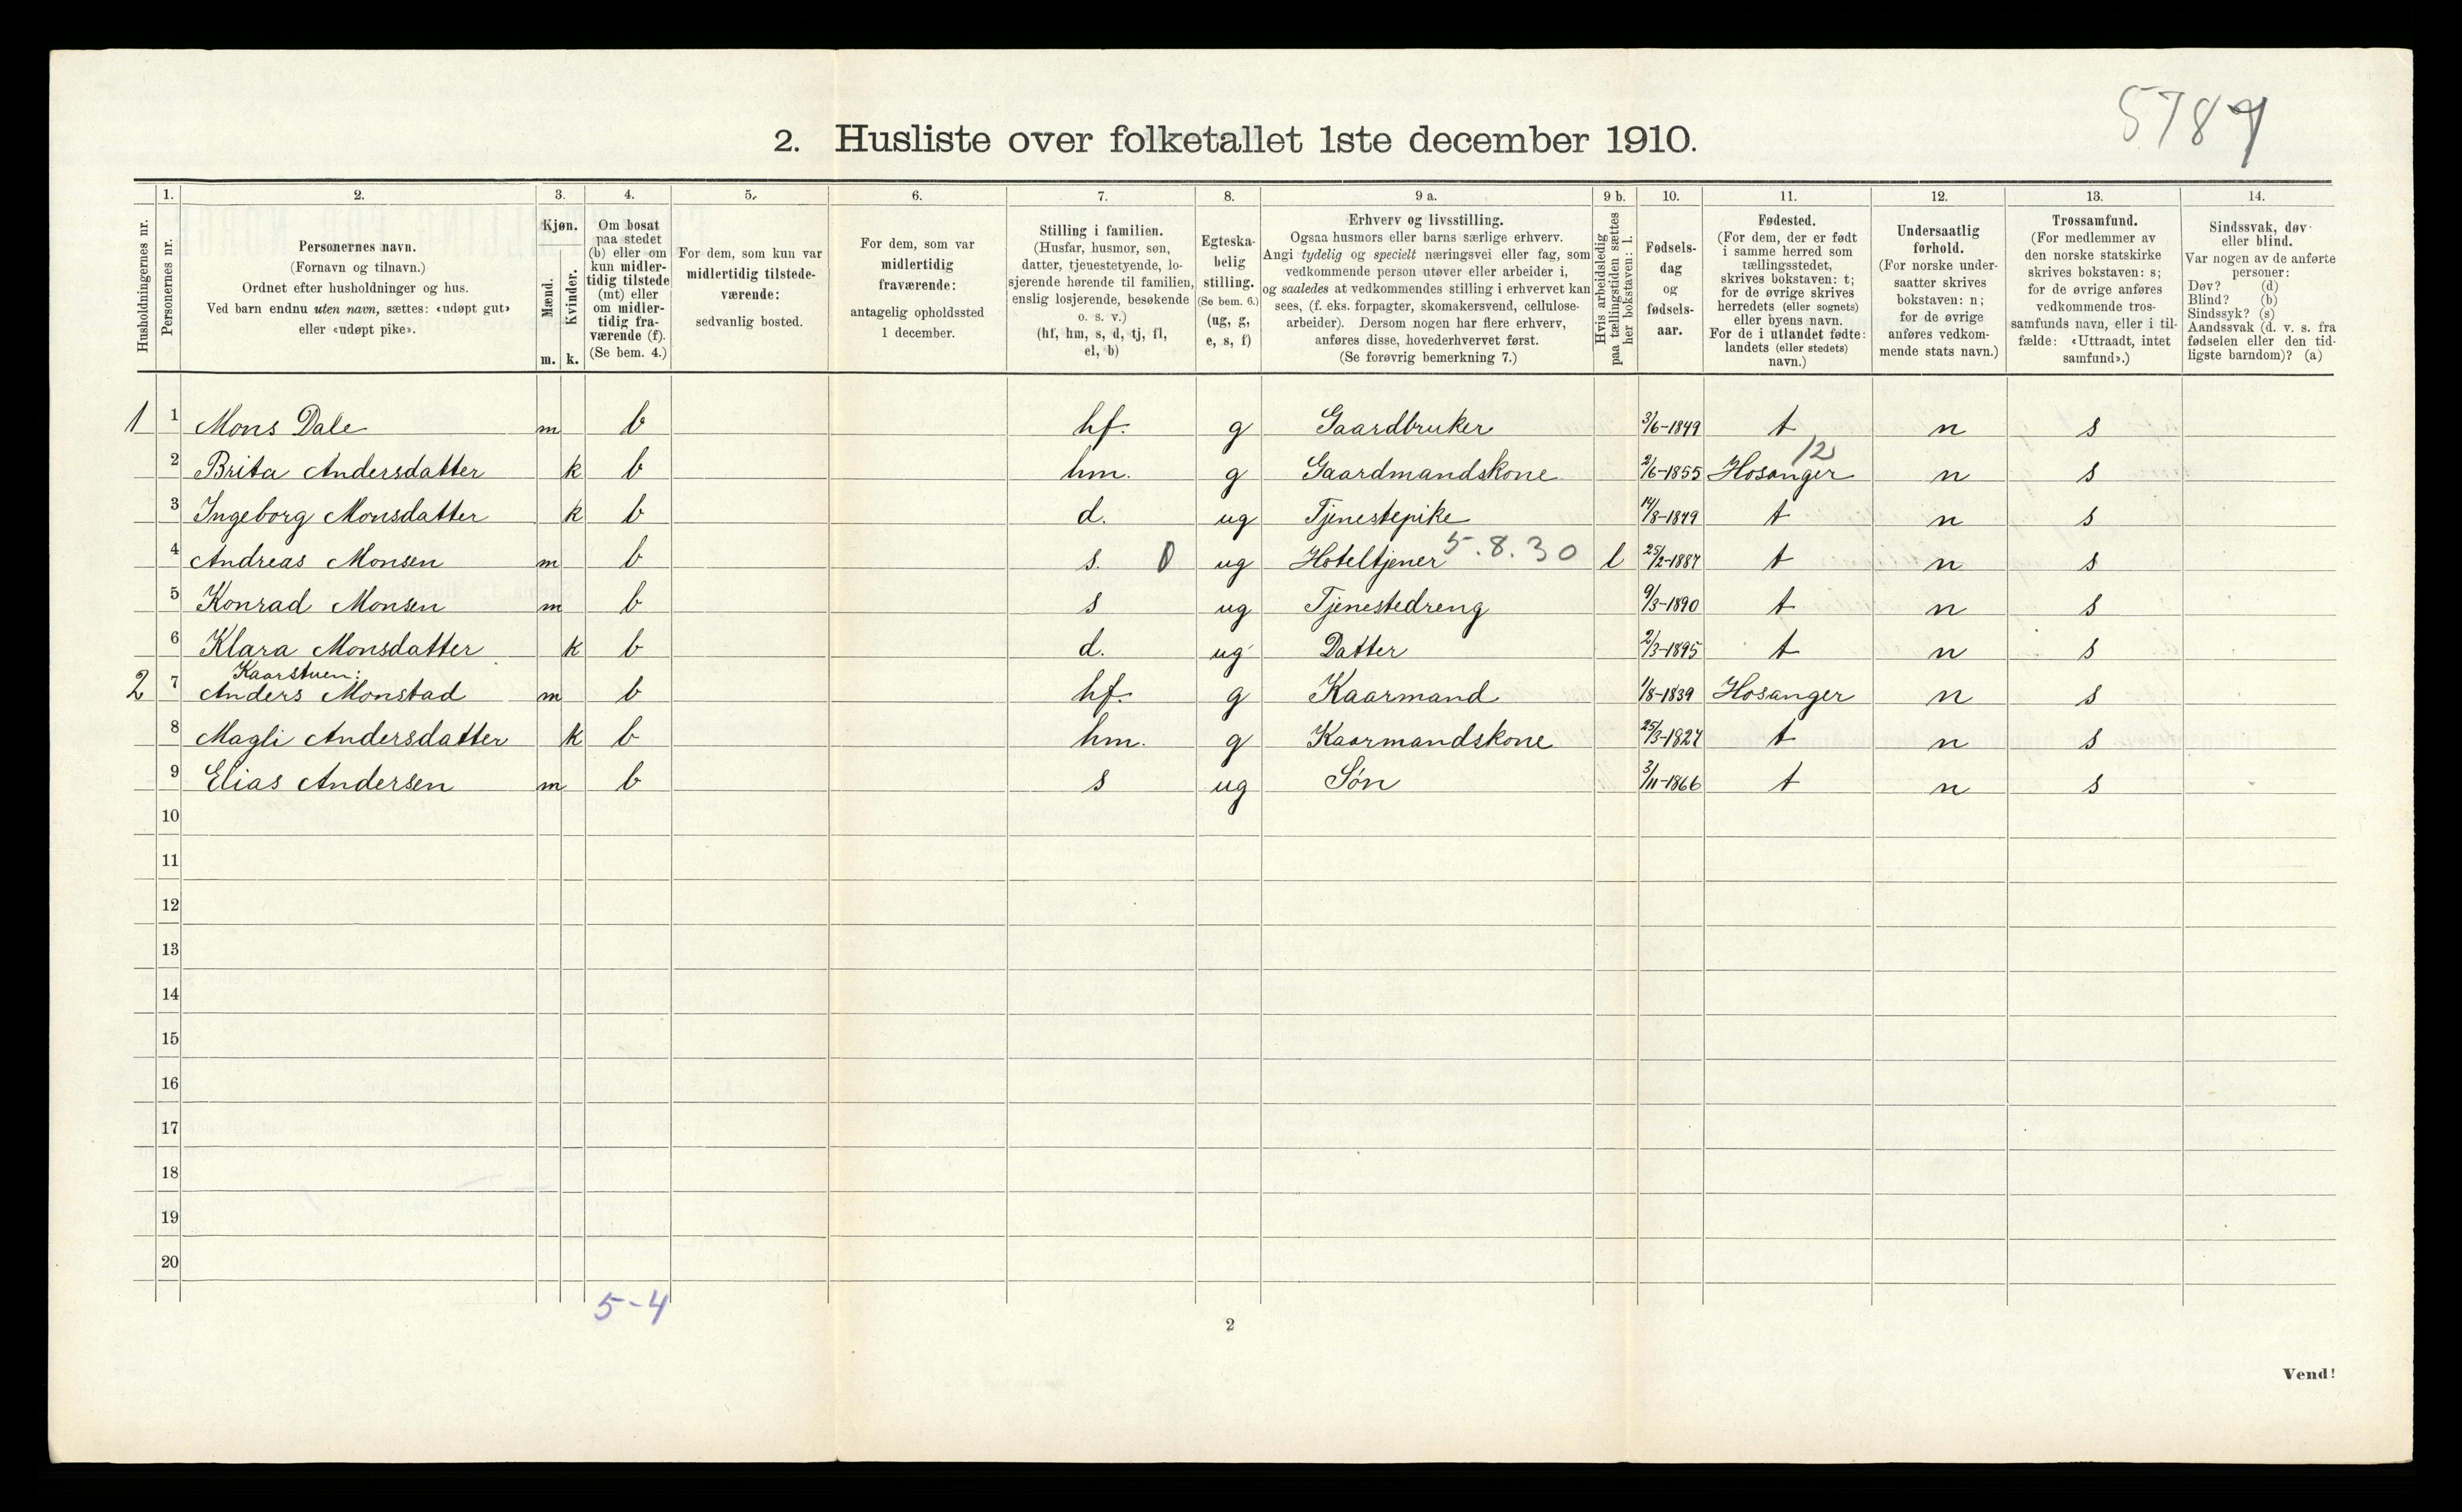 5789
2. Husliste over folketallet 1ste december 1910.
Husholdningernes nr.
1. Personernes nr.
2. Personernes navn. (Fornavn og tilnavn.) Ordnet efter husholdninger og hus. Ved barn endnu uten navn, sættes: «udøpt gut» eller «udøpt pike».
3. Kjøn. Mænd. m. Kvinder. k.
4. Om bosat paa stedet (b) eller om kun midlertidig tilstede (mt) eller om midlertidig fraværende (f). (Se bem. 4.)
5. For dem, som kun var midlertidig tilstedeværende: sedvanlig bosted.
6. For dem, som var midlertidig fraværende: antagelig opholdssted 1 december.
7. Stilling i familien. (Husfar, husmor, søn, datter, tjenestetyende, losjerende hørende til familien, enslig losjerende, besøkende o. s. v.) (hf, hm, s, d, tj, fl, el, b)
8. Egteskabelig stilling. (Se bem. 6.) (ug, g, e, s, f)
9 a. Erhverv og livsstilling. Ogsaa husmors eller barns særlige erhverv. Angi tydelig og specielt næringsvei eller fag, som vedkommende person utøver eller arbeider i, og saaledes at vedkommendes stilling i erhvervet kan sees, (f. eks. forpagter, skomakersvend, cellulosearbeider). Dersom nogen har flere erhverv, anføres disse, hovederhvervet først. (Se forøvrig bemerkning 7.)
9 b. Hvis arbeidsledig paa tællingstiden sættes her bokstaven: l.
10. Fødselsdag og fødselsaar.
11. Fødested. (For dem, der er født i samme herred som tællingsstedet, skrives bokstaven: t; for de øvrige skrives herredets (eller sognets) eller byens navn. For de i utlandet fødte: landets (eller stedets) navn.)
12. Undersaatlig forhold. (For norske undersaatter skrives bokstaven: n; for de øvrige anføres vedkommende stats navn.)
13. Trossamfund. (For medlemmer av den norske statskirke skrives bokstaven: s; for de øvrige anføres vedkommende trossamfunds navn, eller i tilfælde: «Uttraadt, intet samfund».)
14. Sindssvak, døv eller blind. Var nogen av de anførte personer: Døv? (d) Blind? (b) Sindssyk? (s) Aandssvak (d. v. s. fra fødselen eller den tidligste barndom)? (a)
1 1 Mons Dale m b hf. g Gaardbruker 3/6-1849 t n s
12
2 Brita Andersdatter k b hm. g Gaardmandskone 2/6-1855 Hosanger n s
3 Ingeborg Monsdatter k b d. ug Tjenestepike 14/8-1879 t n s
4 Andreas Monsen m b s. 0 ug Hoteltjener 5.8.30 l 25/2-1887 t n s
5 Konrad Monsen m b s ug Tjenestedreng 9/3-1890 t n s
6 Klara Monsdatter k b d. ug Datter 2/3-1895 t n s
Kaarstuen:
2 7 Anders Monstad m b hf. g Kaarmand 1/8-1839 Hosanger n s
8 Magli Andersdatter k b hm. g Kaarmandskone 25/3-1827 t n s
9 Elias Andersen m b s ug Søn 3/11-1866 t n s
10
11
12
13
14
15
16
17
18
19
20
5-4
2
Vend!